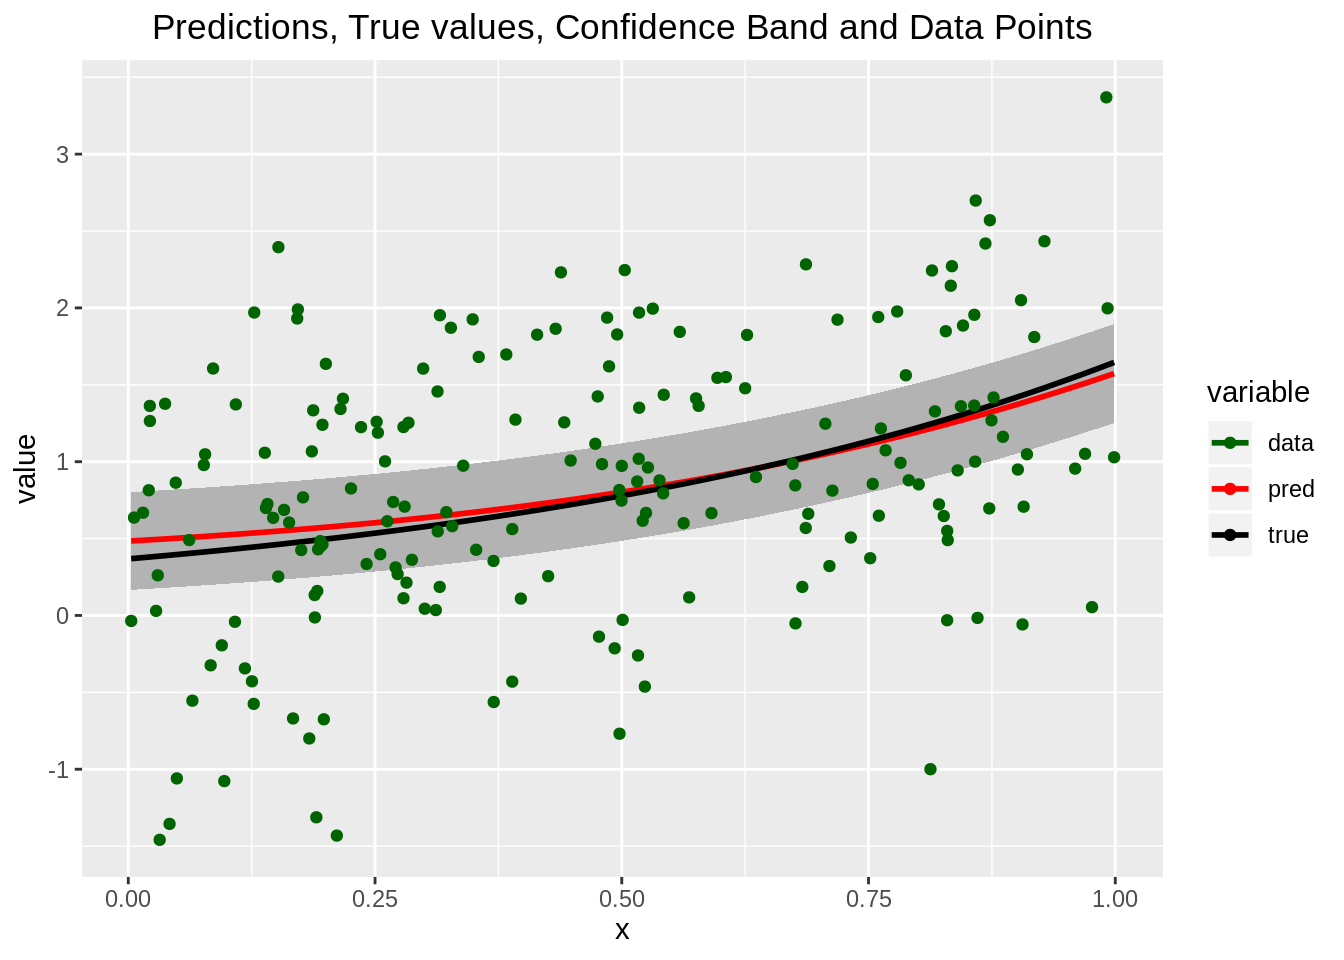 Predictions, True values, Confidence Band and Data Points
value
3
2
1
0
-1
0.00 0.25 0.50 0.75 1.00
x
variable
data
pred
true